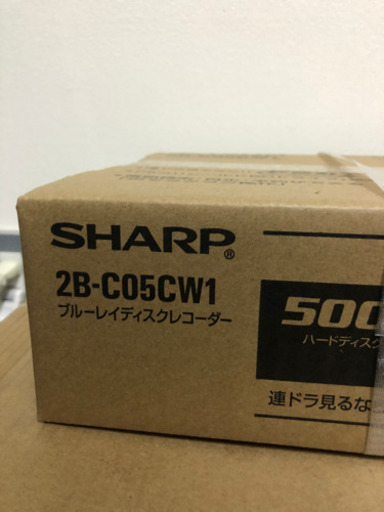 SHARP®
2B-C05CW1
ブルーレイディスクレコーダー
500
ハードディスク
連ドラ見るな